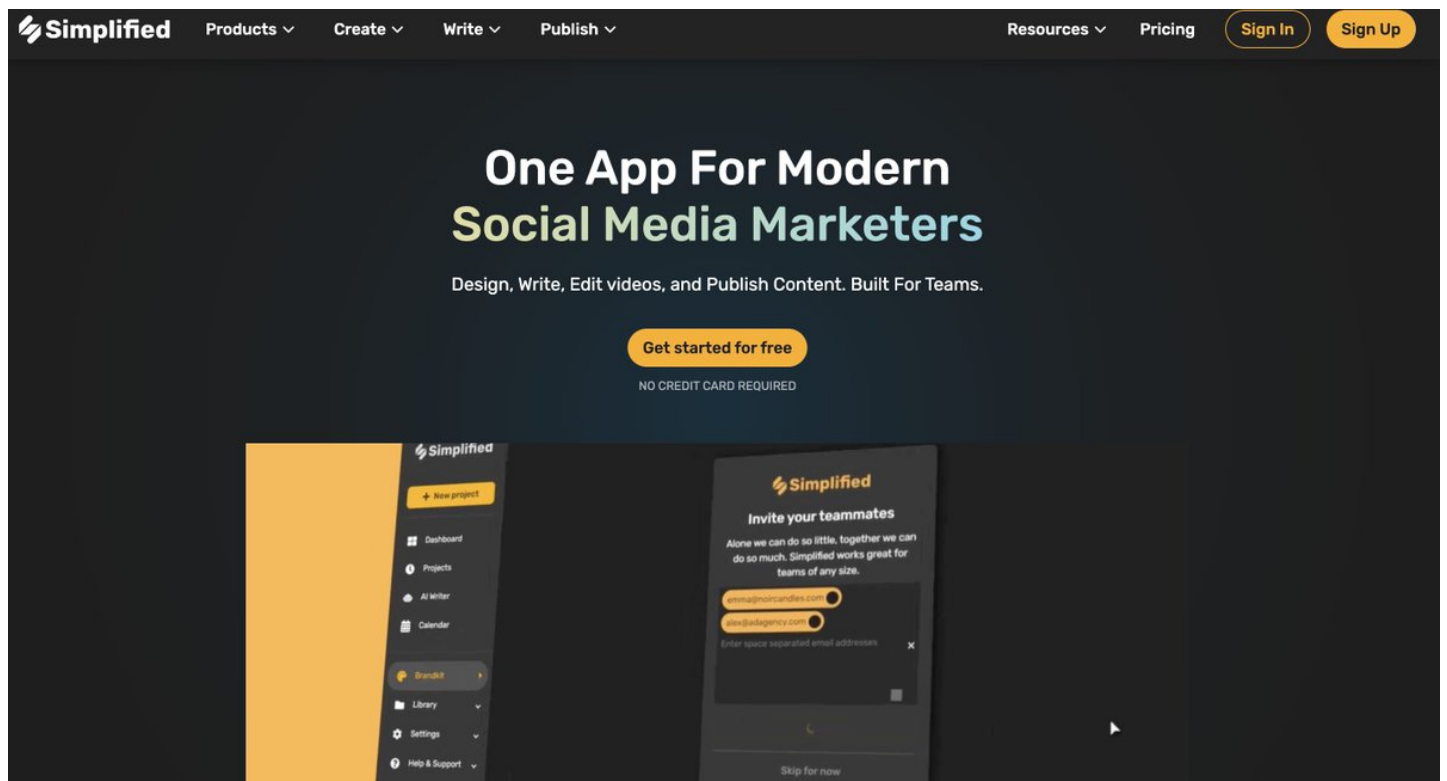 Simplified
Products
Create
Write
Publish
Resources
Pricing
Sign In
Sign Up
One App For Modern
Social Media Marketers
Design, Write, Edit videos, and Publish Content. Built For Teams.
Get started for free
NO CREDIT CARD REQUIRED
Simplified
+ New project
Dashboard
Projects
AI Writer
Calendar
Brandkit
Library
Settings
Help & Support
Simplified
Invite your teammates
Alone we can do so little, together we can
do so much. Simplified works great for
teams of any size.
emma@noircandles.com
alex@adagency.com
Enter space separated email addresses
Skip for now